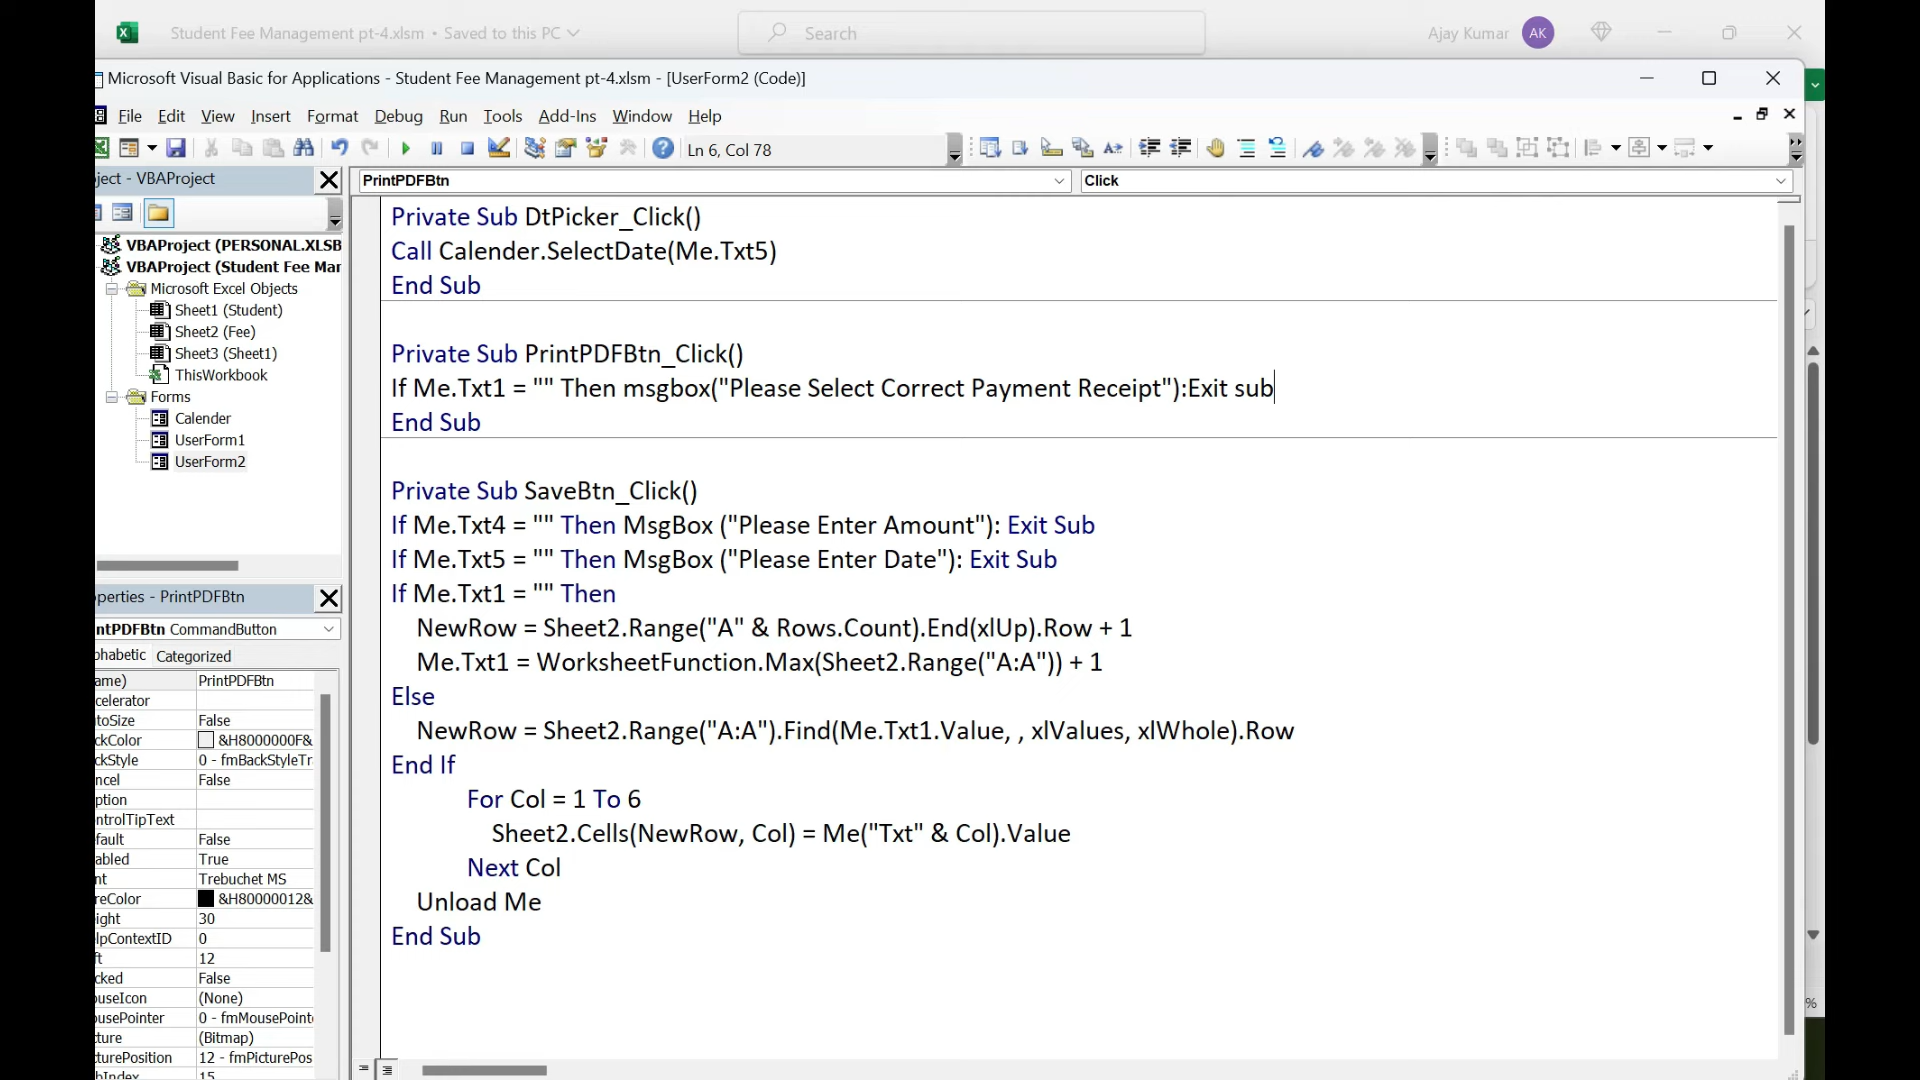 Student Fee Management pt-4.xlsm • Saved to this PC
Search
Ajay Kumar
AK
Microsoft Visual Basic for Applications - Student Fee Management pt-4.xlsm - [UserForm2 (Code)]
File Edit View Insert Format Debug Run Tools Add-Ins Window Help
Ln 6, Col 78
ject - VBAProject
PrintPDFBtn
Click
VBAProject (PERSONAL.XLSB
VBAProject (Student Fee Mar
Microsoft Excel Objects
Sheet1 (Student)
Sheet2 (Fee)
Sheet3 (Sheet1)
ThisWorkbook
Forms
Calender
UserForm1
UserForm2
Private Sub DtPicker_Click()
Call Calender.SelectDate(Me.Txt5)
End Sub
Private Sub PrintPDFBtn_Click()
If Me.Txt1 = "" Then msgbox("Please Select Correct Payment Receipt"):Exit sub
End Sub
Private Sub SaveBtn_Click()
If Me.Txt4 = "" Then MsgBox ("Please Enter Amount"): Exit Sub
If Me.Txt5 = "" Then MsgBox ("Please Enter Date"): Exit Sub
If Me.Txt1 = "" Then
NewRow = Sheet2.Range("A" & Rows.Count).End(xlUp).Row + 1
Me.Txt1 = WorksheetFunction.Max(Sheet2.Range("A:A")) + 1
Else
NewRow = Sheet2.Range("A:A").Find(Me.Txt1.Value, , xlValues, xlWhole).Row
End If
For Col = 1 To 6
Sheet2.Cells(NewRow, Col) = Me("Txt" & Col).Value
Next Col
Unload Me
End Sub
perties - PrintPDFBtn
ntPDFBtn CommandButton
phabetic Categorized
ame) PrintPDFBtn
celerator
utoSize False
ckColor &H8000000F&
ckStyle 0 - fmBackStyleTr
ncel False
ption
ntrolTipText
efault False
abled True
nt Trebuchet MS
reColor &H80000012&
eight 30
lpContextID 0
ft 12
cked False
ouseIcon (None)
ousePointer 0 - fmMousePoint
cture (Bitmap)
cturePosition 12 - fmPicturePos
bIndex 15
%